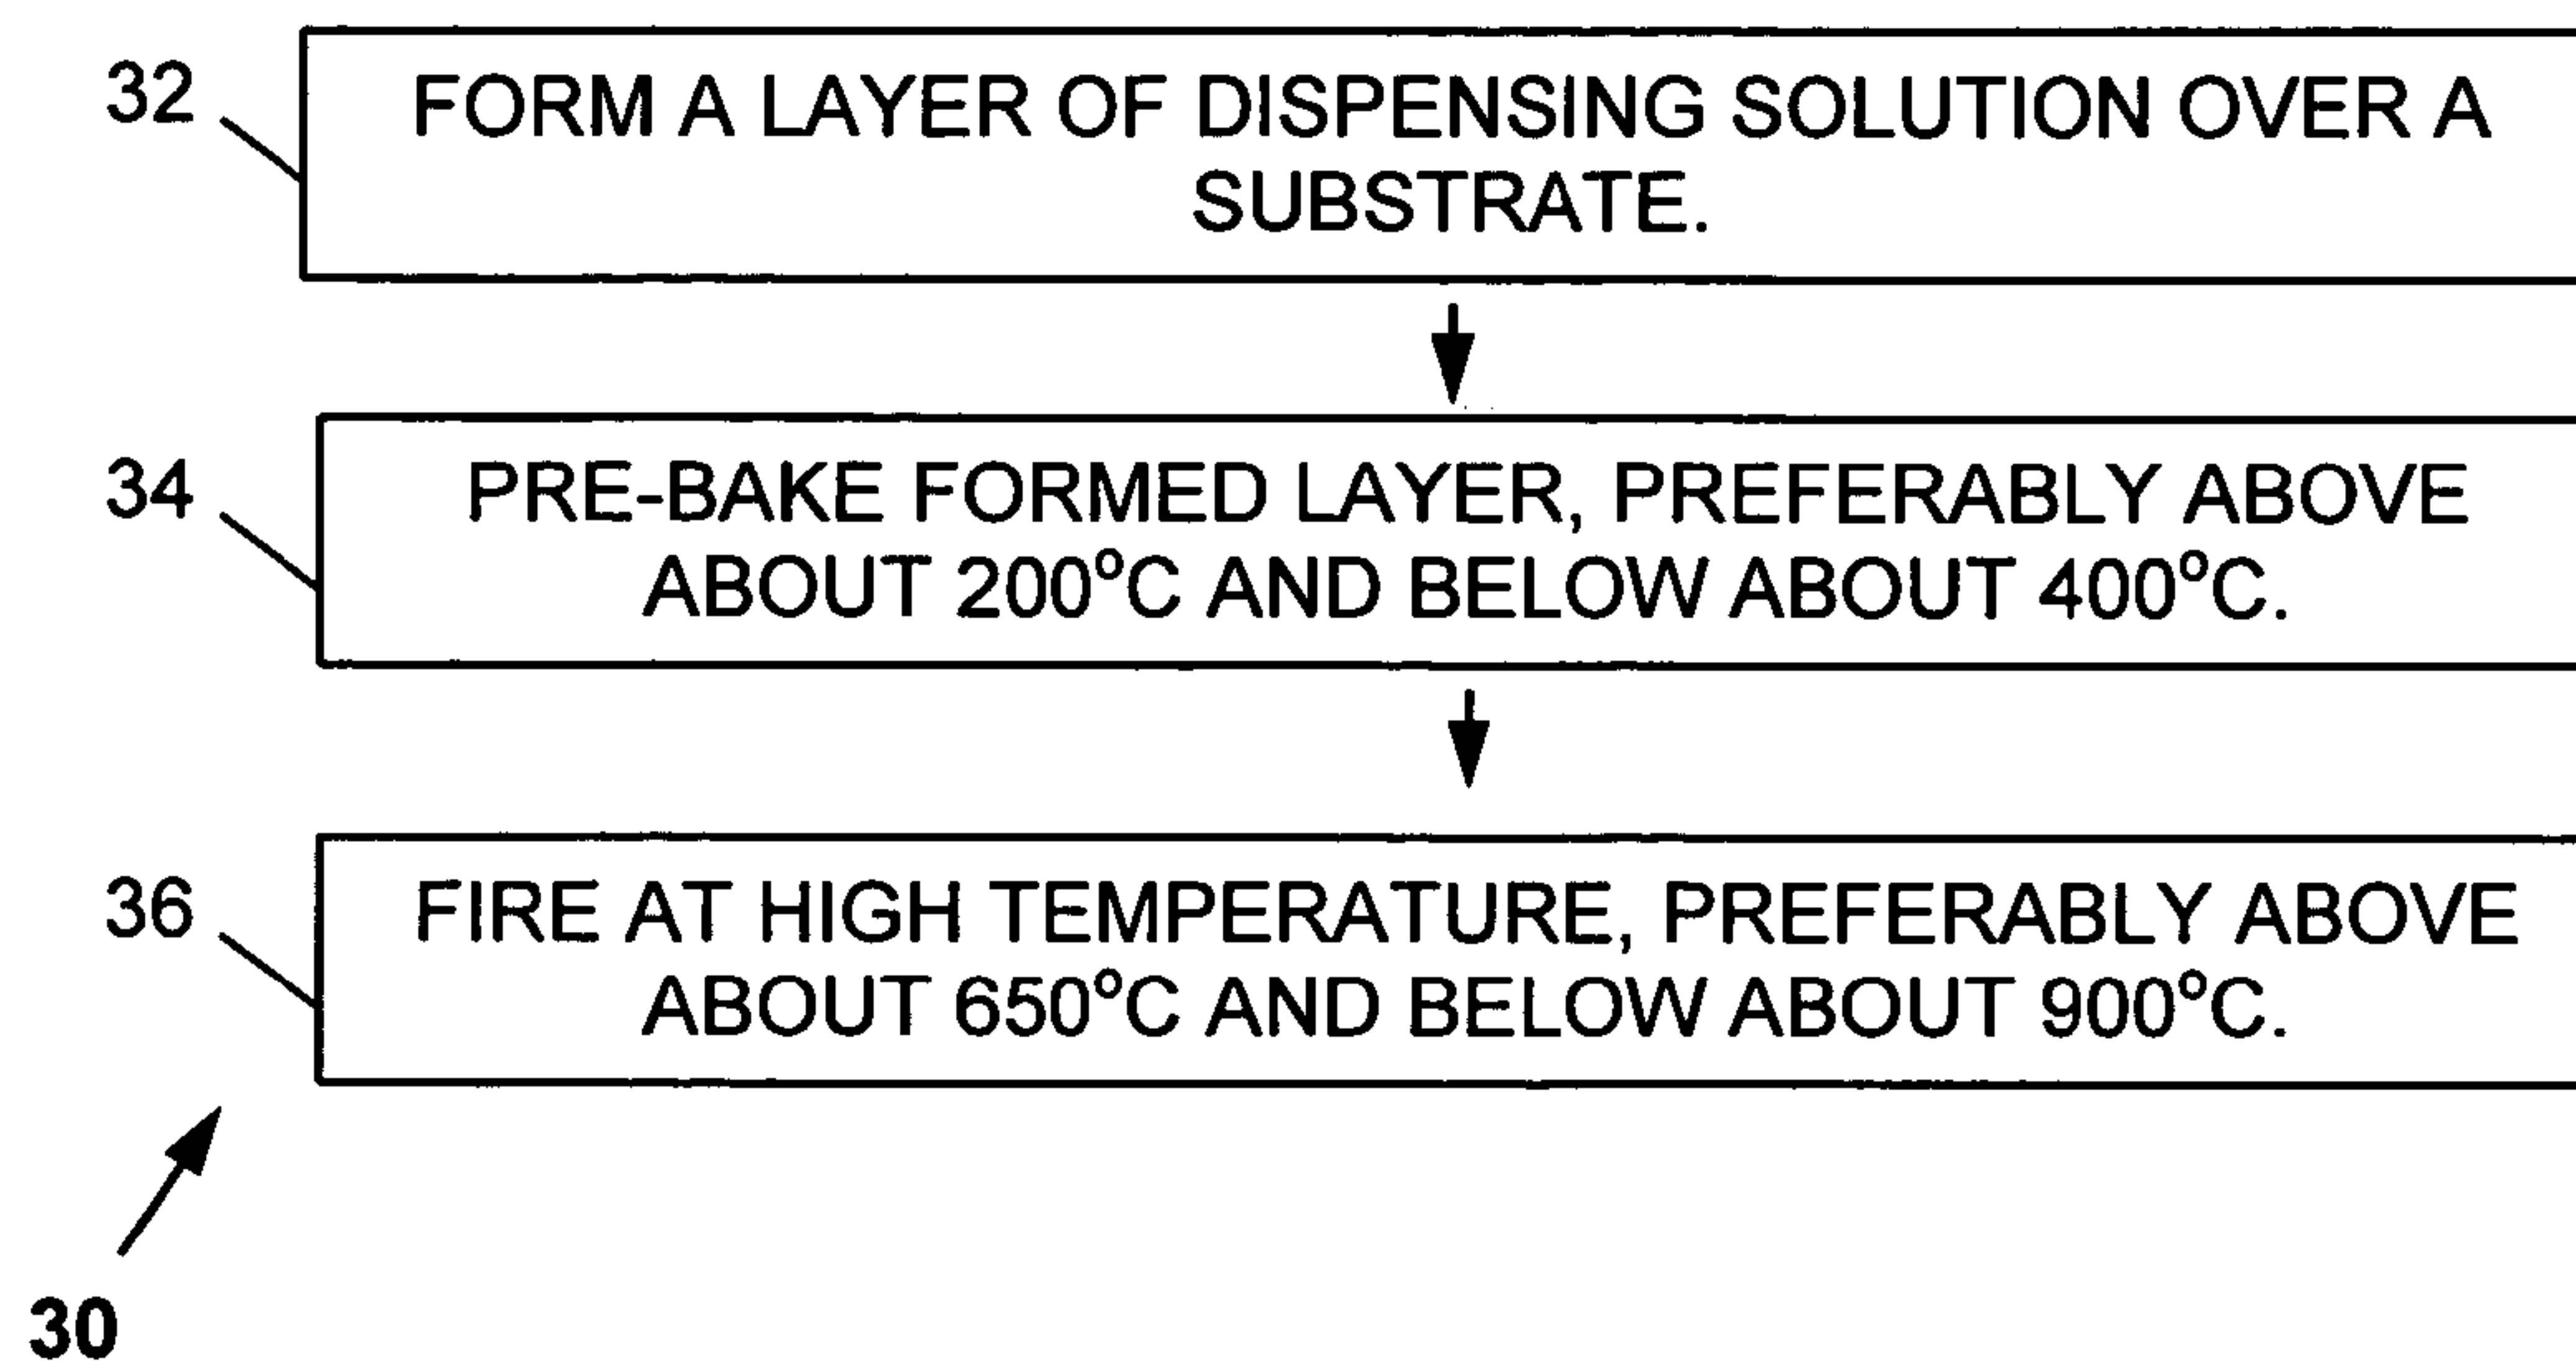 32
FORM A LAYER OF DISPENSING SOLUTION OVER A
SUBSTRATE.
34
PRE-BAKE FORMED LAYER, PREFERABLY ABOVE
ABOUT 200°C AND BELOW ABOUT 400°C.
36
FIRE AT HIGH TEMPERATURE, PREFERABLY ABOVE
ABOUT 650°C AND BELOW ABOUT 900°C.
30